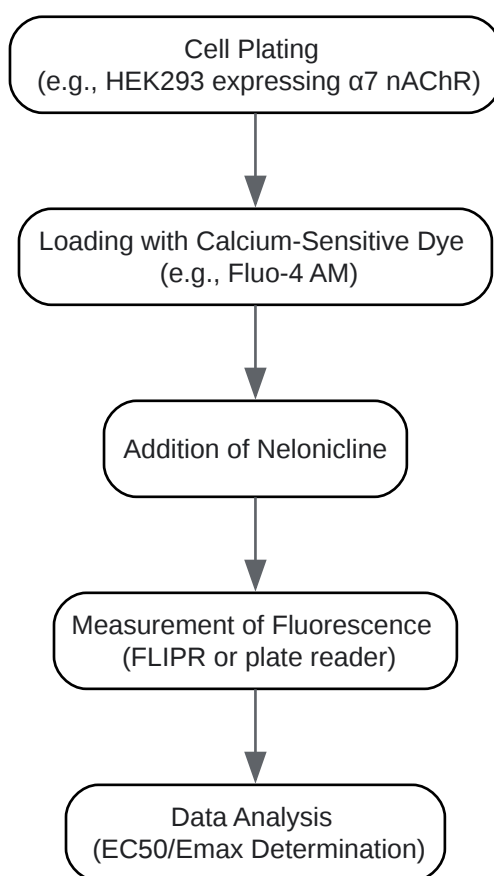 Cell Plating
(e.g., HEK293 expressing α7 nAChR)
Loading with Calcium-Sensitive Dye
(e.g., Fluo-4 AM)
Addition of Nelonicline
Measurement of Fluorescence
(FLIPR or plate reader)
Data Analysis
(EC50/Emax Determination)